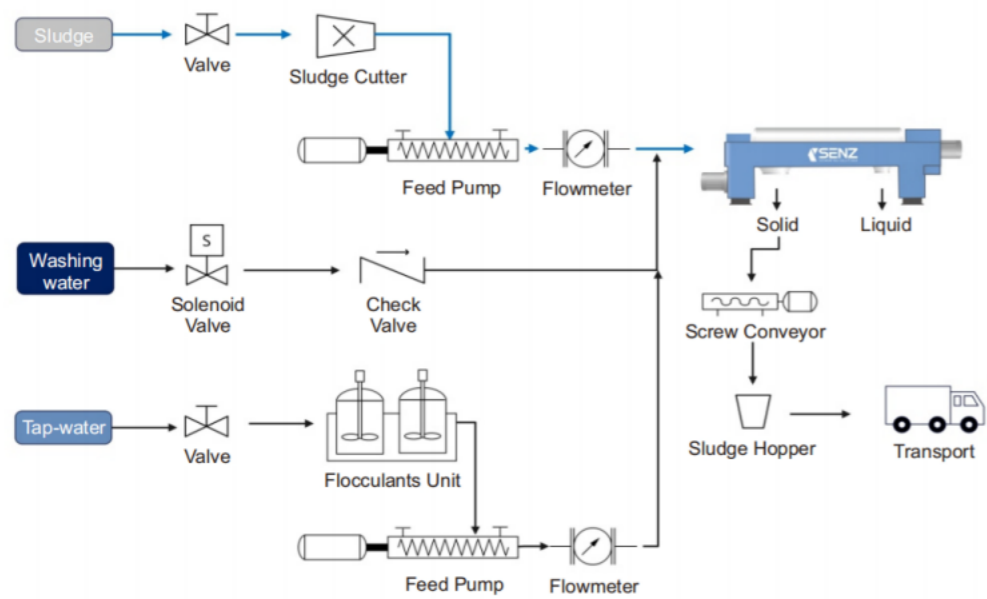 Sludge
Valve
Sludge Cutter
Feed Pump
Flowmeter
SENZ
Solid
Liquid
Washing
water
S
Solenoid
Valve
Check
Valve
Screw Conveyor
Tap-water
Valve
Flocculants Unit
Sludge Hopper
Transport
Feed Pump
Flowmeter